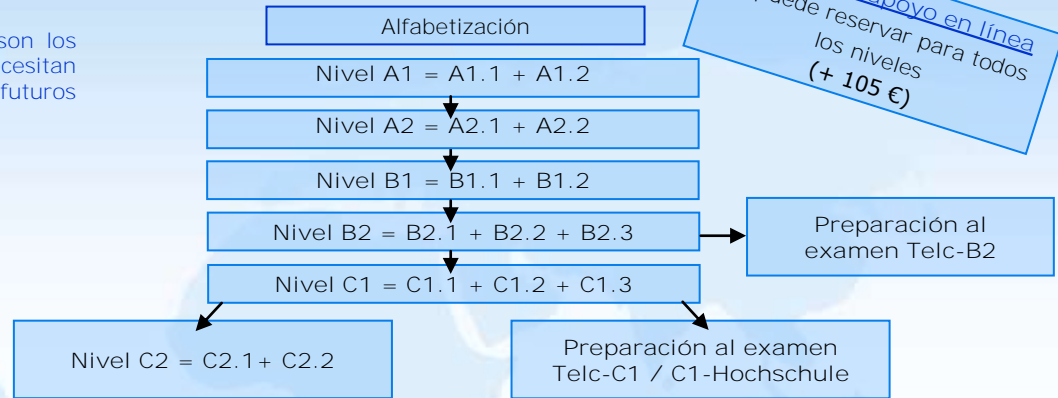 son los
cesitan
futuros
Alfabetización
apoyo en línea
uede reservar para todos
los niveles
(+ 105 €)
Nivel A1 = A1.1 + A1.2
Nivel A2 = A2.1 + A2.2
Nivel B1 = B1.1 + B1.2
Nivel B2 = B2.1 + B2.2 + B2.3
Preparación al
examen Telc-B2
Nivel C1 = C1.1 + C1.2 + C1.3
Nivel C2 = C2.1+ C2.2
Preparación al examen
Telc-C1 / C1-Hochschule